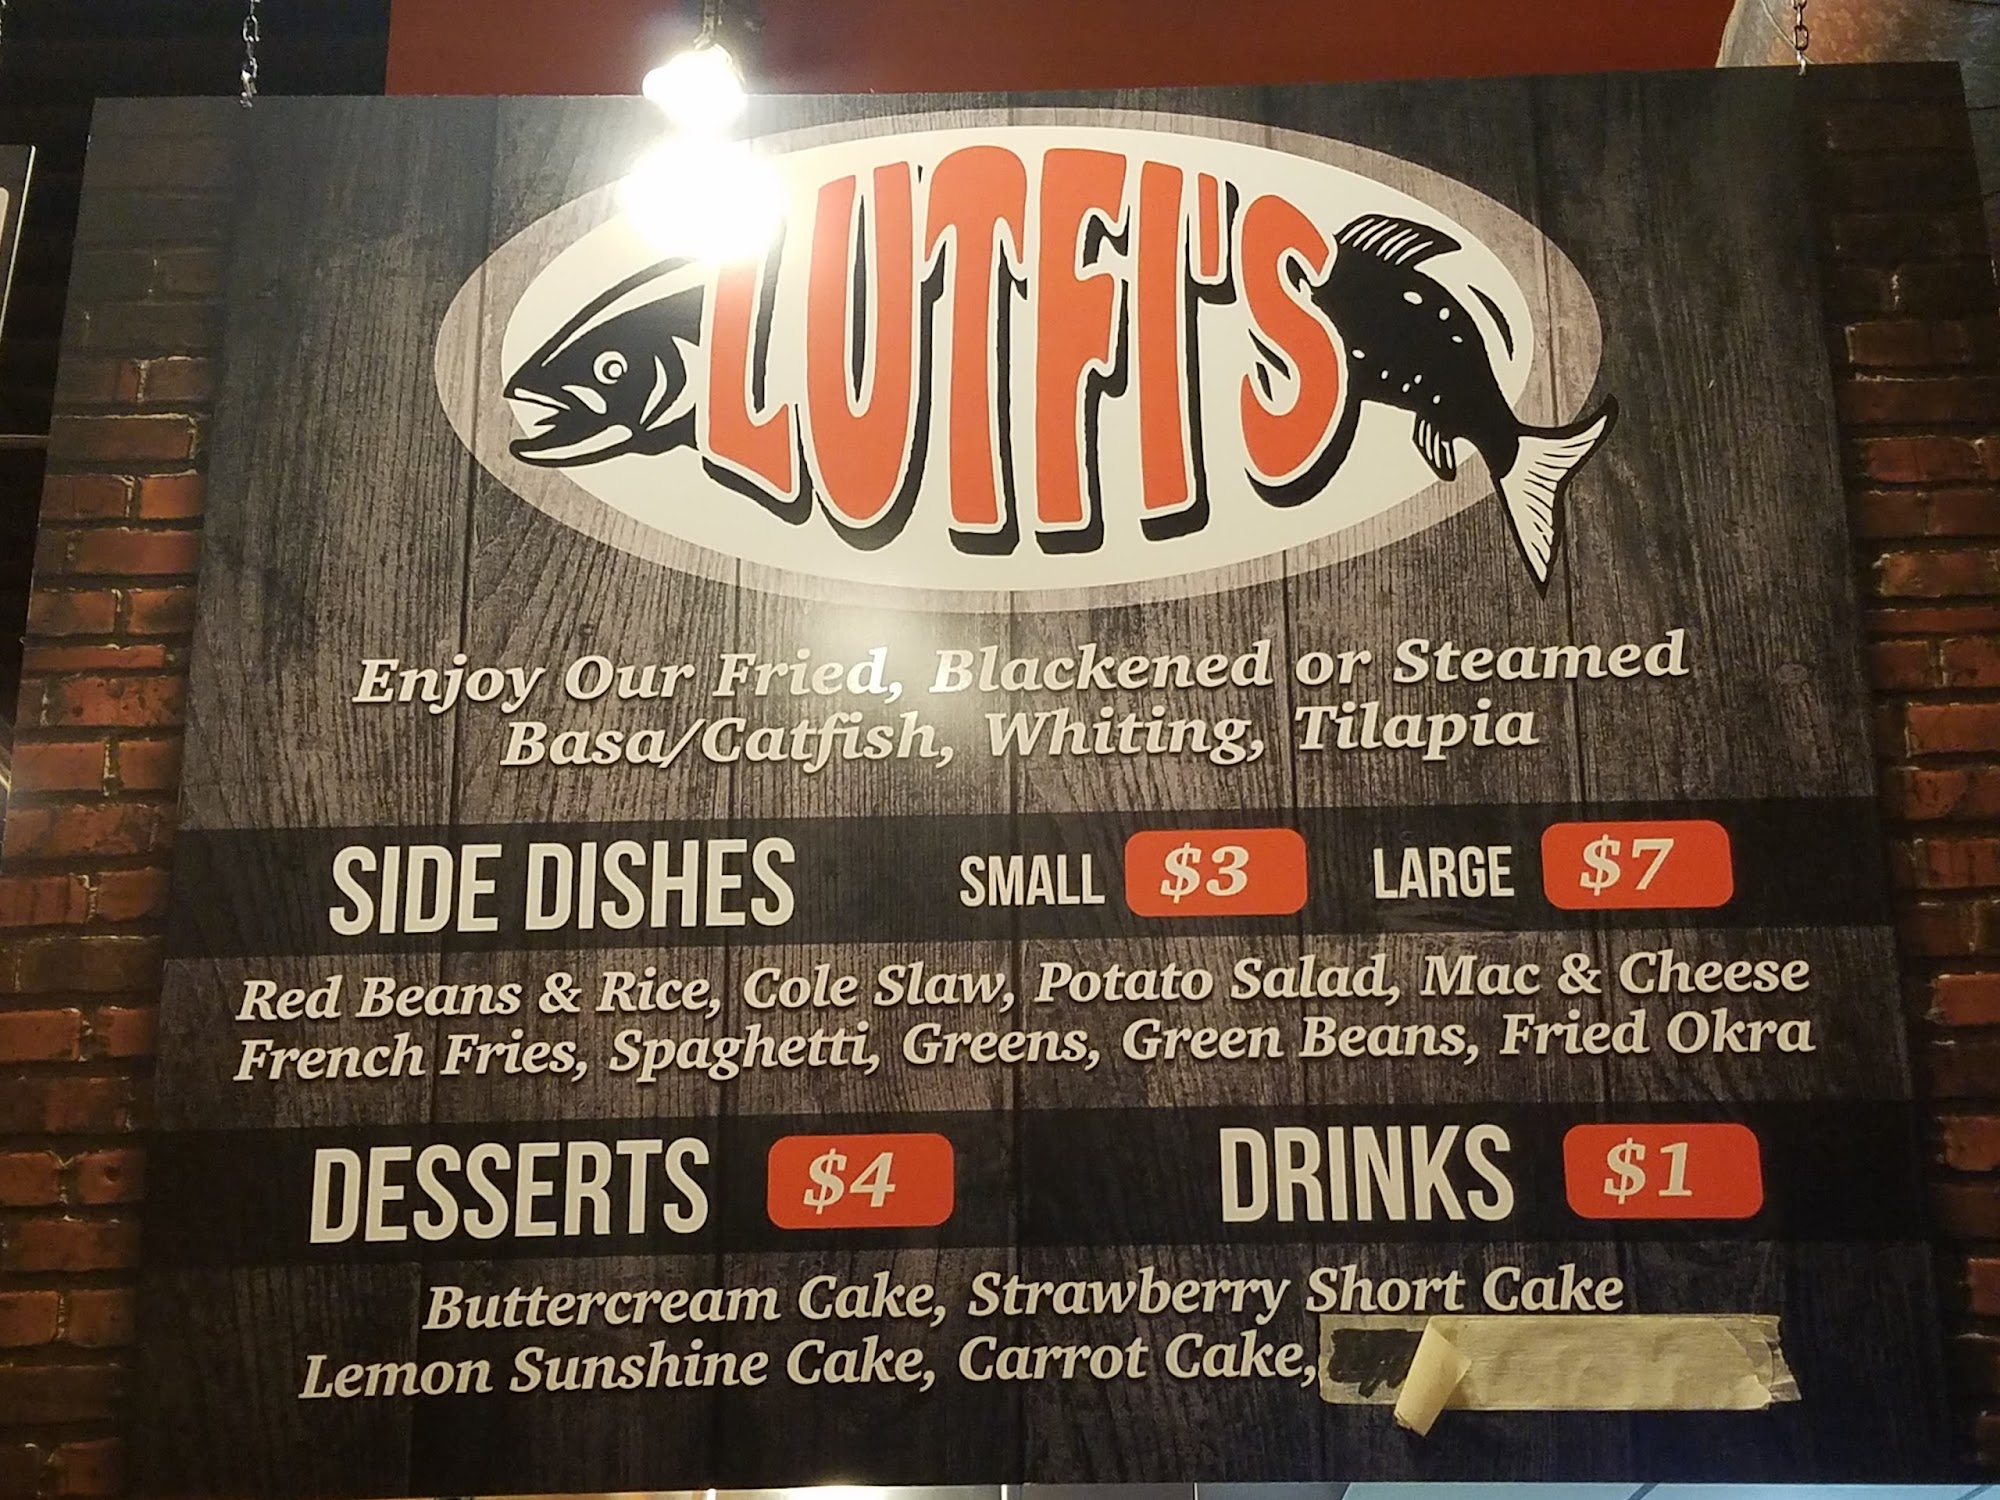 LUTFI'S
Enjoy Our Fried, Blackened or Steamed
Basa/Catfish, Whiting, Tilapia
SIDE DISHES SMALL $3 LARGE $7
Red Beans & Rice, Cole Slaw, Potato Salad, Mac & Cheese
French Fries, Spaghetti, Greens, Green Beans, Fried Okra
DESSERTS $4 DRINKS $1
Buttercream Cake, Strawberry Short Cake
Lemon Sunshine Cake, Carrot Cake,